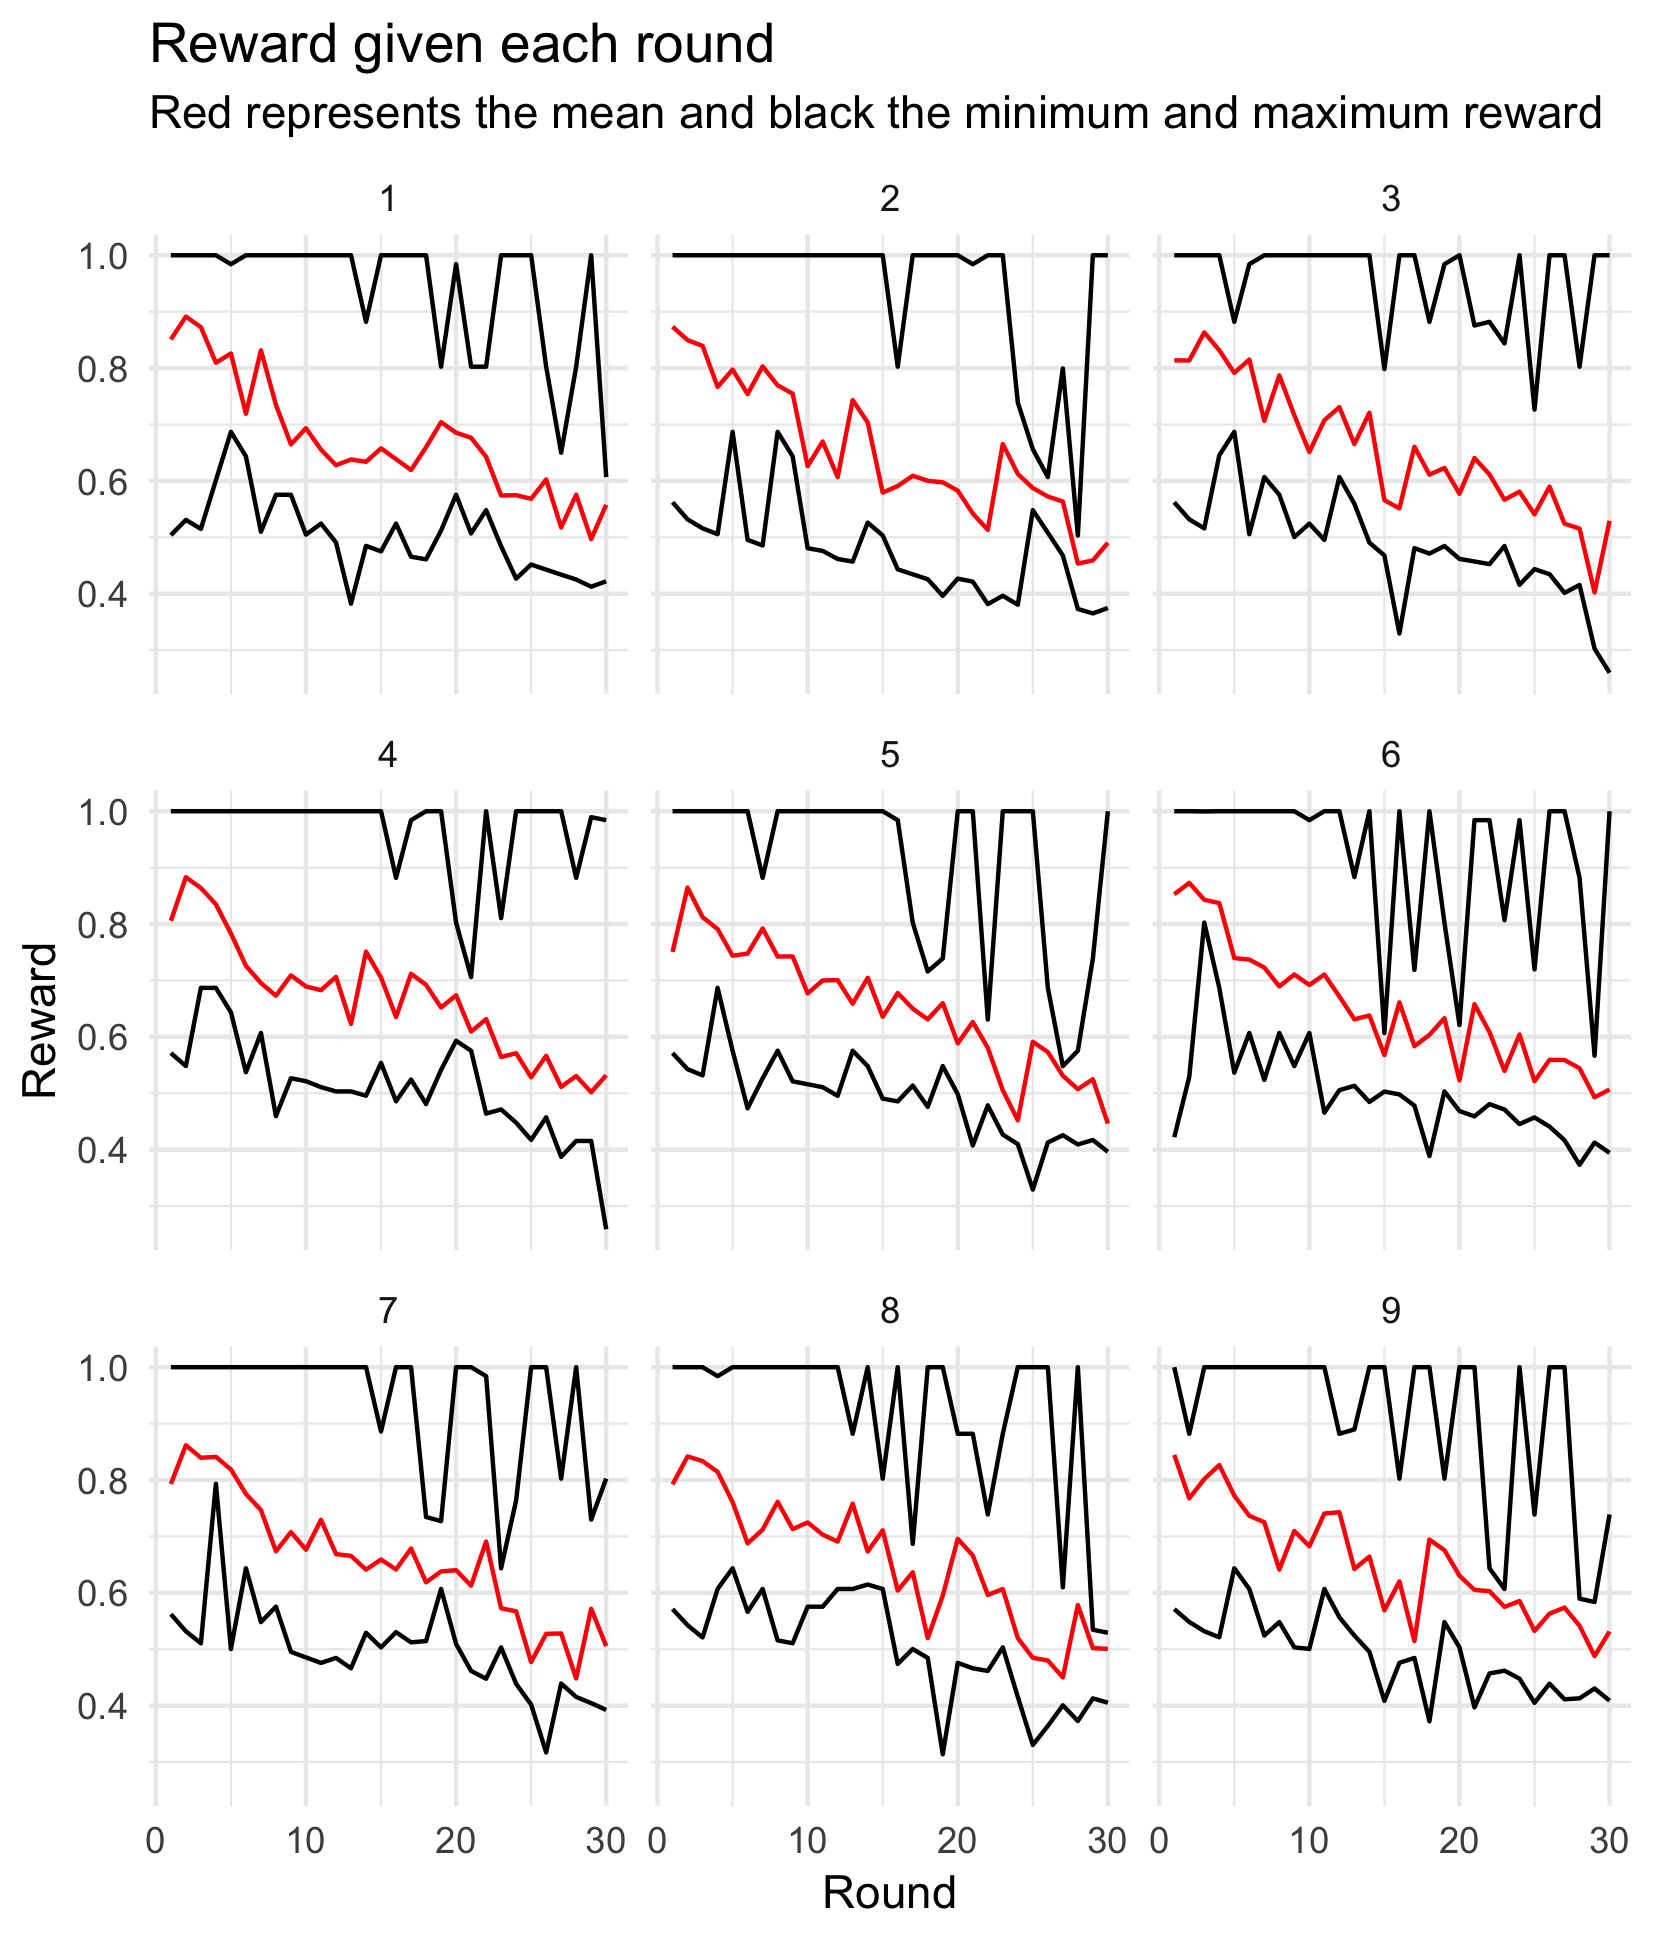 Reward given each round
Red represents the mean and black the minimum and maximum reward
1 2 3
1.0
0.8
0.6
0.4
4 5 6
1.0
0.8
0.6
0.4
Reward
7 8 9
1.0
0.8
0.6
0.4
0 10 20 30 0 10 20 30 0 10 20 30
Round